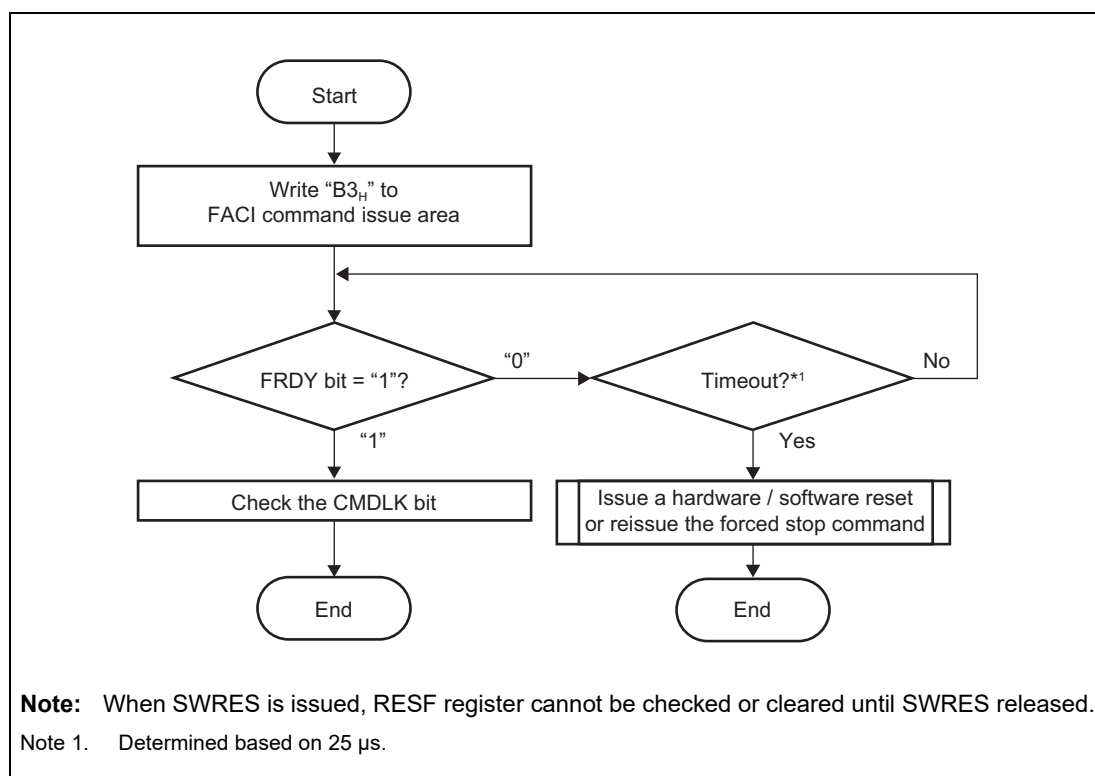 Start
Write “B3H” to
FACI command issue area
FRDY bit = “1”?
“0”
Timeout?*1
No
“1”
Yes
Check the CMDLK bit
Issue a hardware / software reset
or reissue the forced stop command
End
End
Note: When SWRES is issued, RESF register cannot be checked or cleared until SWRES released.
Note 1. Determined based on 25 µs.